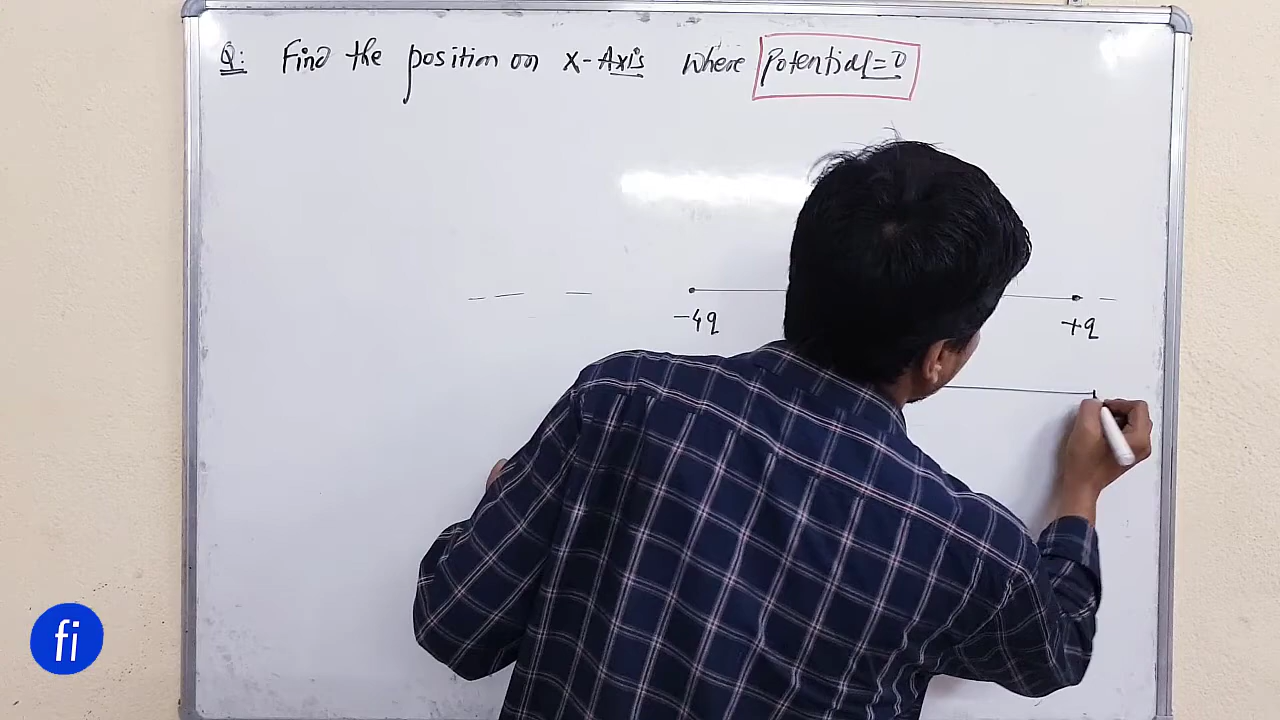 Q: Find the position on X-Axis where Potential=0
-4q +q
fi